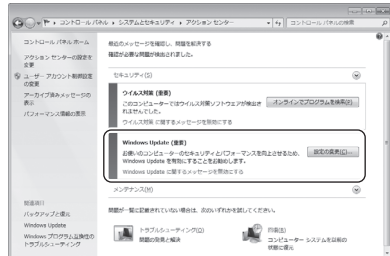 コントロール パネル ▸ システムとセキュリティ ▸ アクション センター
コントロール パネルの検索
コントロール パネル ホーム
アクション センターの設定を
変更
ユーザー アカウント制御設定
の変更
アーカイブ済みメッセージの
表示
パフォーマンス情報の表示
関連項目
バックアップと復元
Windows Update
Windows プログラム互換性の
トラブルシューティング
最近のメッセージを確認し、問題を解決する
確認が必要な問題が検出されました。
セキュリティ(S)
ウイルス対策 (重要)
このコンピューターではウイルス対策ソフトウェアが検出さ
れませんでした。
オンラインでプログラムを検索(P)
ウイルス対策 に関するメッセージを無効にする
Windows Update (重要)
お使いのコンピューターのセキュリティとパフォーマンスを向上させるため、
Windows Update を有効にすることをお勧めします。
設定の変更(C)...
Windows Update に関するメッセージを無効にする
メンテナンス(M)
問題が一覧に記載されていない場合は、次のいずれかを試してください。
トラブルシューティング(O)
問題の発見と解決
回復(R)
コンピューター システムを以前の
状態に復元